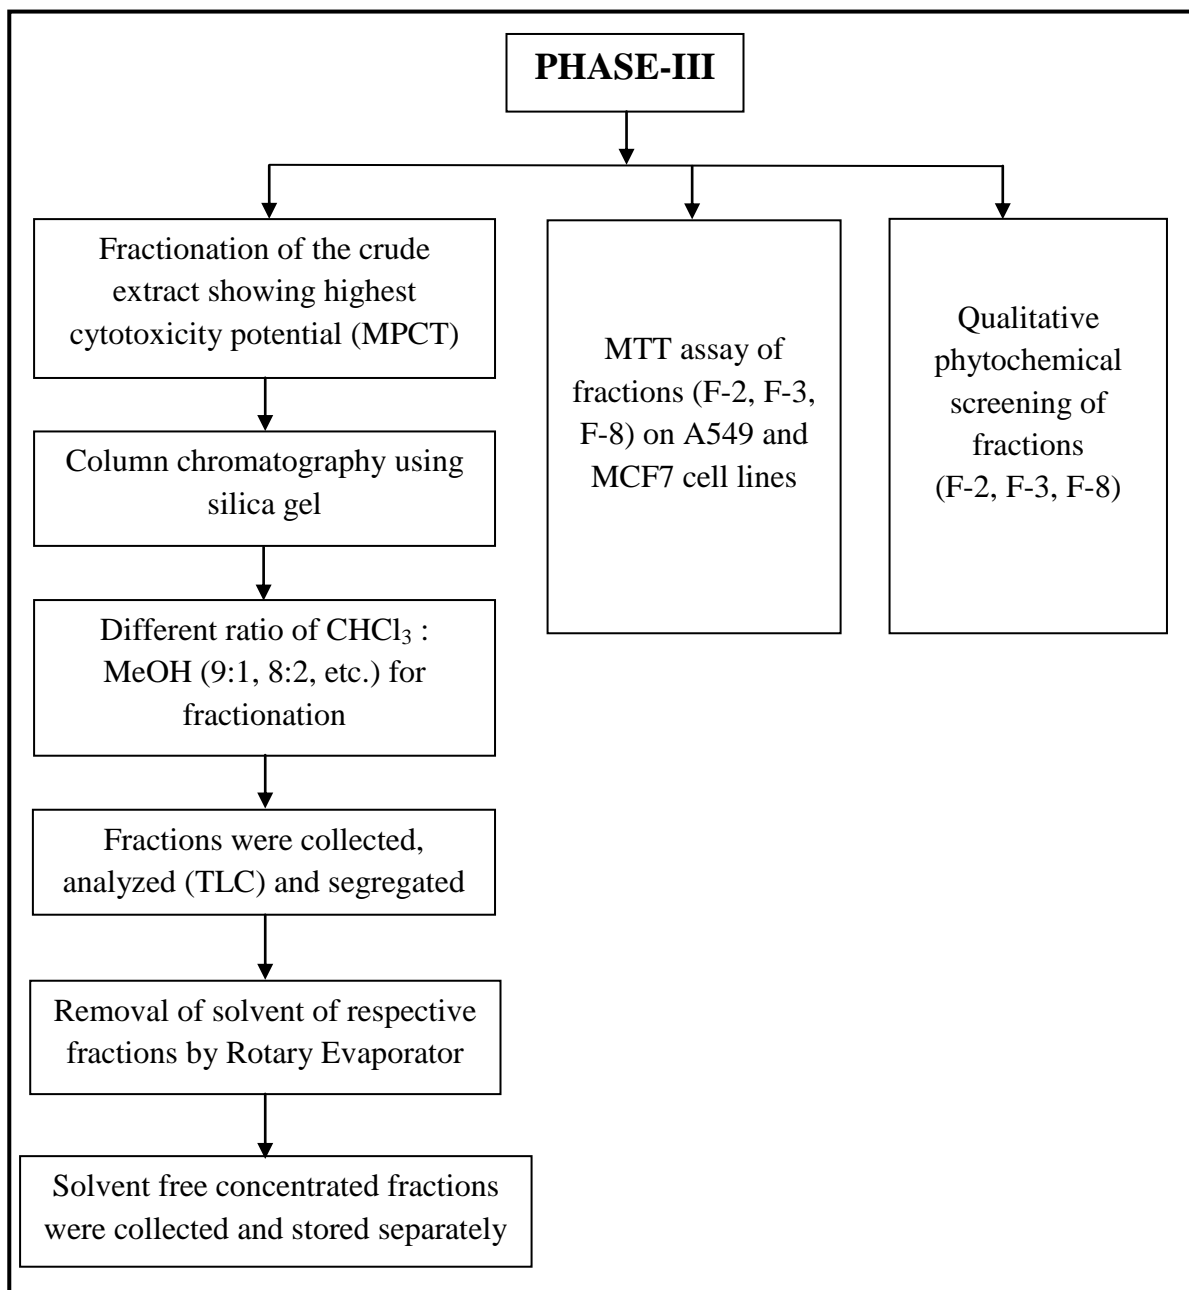 PHASE-III
Fractionation of the crude
extract showing highest
cytotoxicity potential (MPCT)
Column chromatography using
silica gel
Different ratio of CHCl₃ :
MeOH (9:1, 8:2, etc.) for
fractionation
Fractions were collected,
analyzed (TLC) and segregated
Removal of solvent of respective
fractions by Rotary Evaporator
Solvent free concentrated fractions
were collected and stored separately
MTT assay of
fractions (F-2, F-3,
F-8) on A549 and
MCF7 cell lines
Qualitative
phytochemical
screening of
fractions
(F-2, F-3, F-8)